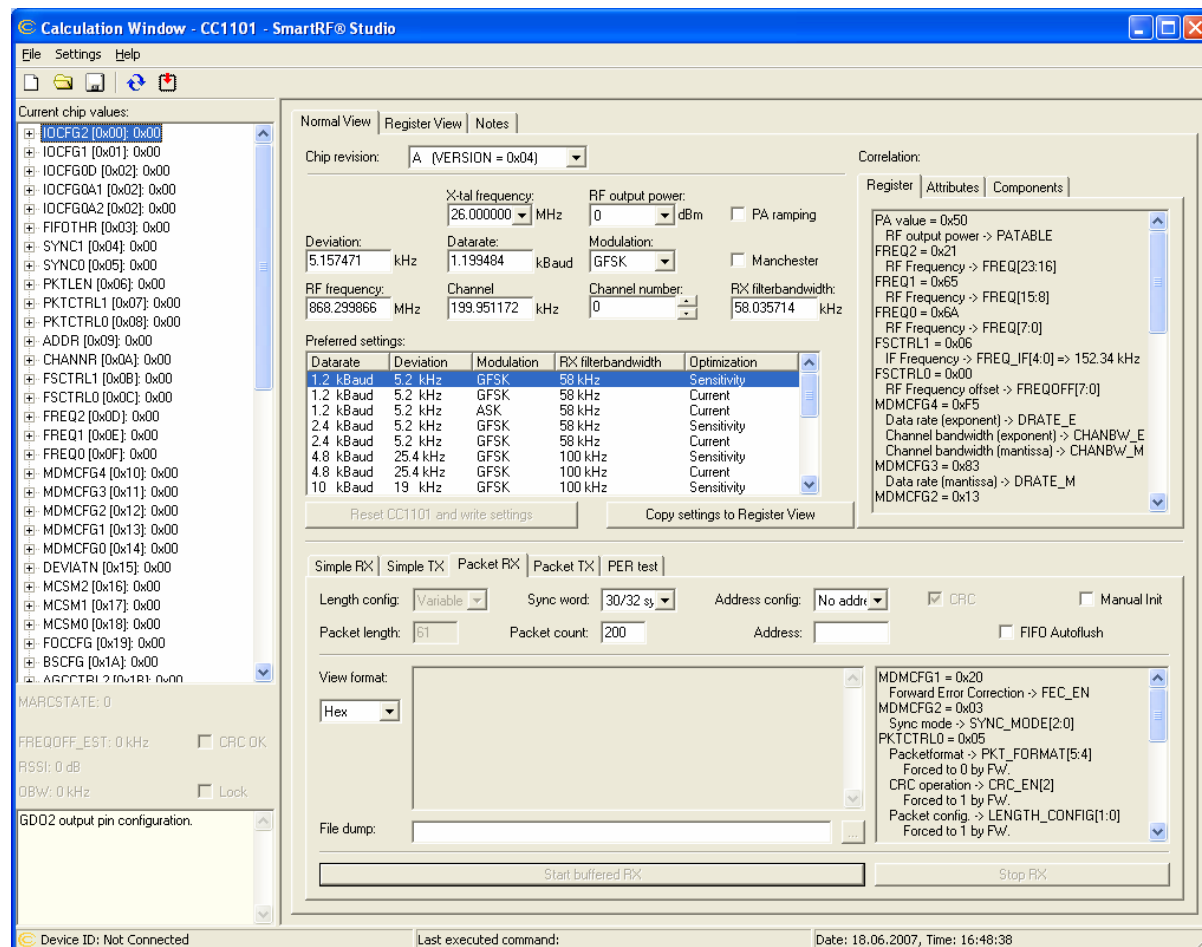 Calculation Window - CC1101 - SmartRF® Studio
File Settings Help
Current chip values:
IOCFG2 [0x00]: 0x00
IOCFG1 [0x01]: 0x00
IOCFG0D [0x02]: 0x00
IOCFG0A1 [0x02]: 0x00
IOCFG0A2 [0x02]: 0x00
FIFOTHR [0x03]: 0x00
SYNC1 [0x04]: 0x00
SYNC0 [0x05]: 0x00
PKTLEN [0x06]: 0x00
PKTCTRL1 [0x07]: 0x00
PKTCTRL0 [0x08]: 0x00
ADDR [0x09]: 0x00
CHANNR [0x0A]: 0x00
FSCTRL1 [0x0B]: 0x00
FSCTRL0 [0x0C]: 0x00
FREQ2 [0x0D]: 0x00
FREQ1 [0x0E]: 0x00
FREQ0 [0x0F]: 0x00
MDMCFG4 [0x10]: 0x00
MDMCFG3 [0x11]: 0x00
MDMCFG2 [0x12]: 0x00
MDMCFG1 [0x13]: 0x00
MDMCFG0 [0x14]: 0x00
DEVIATN [0x15]: 0x00
MCSM2 [0x16]: 0x00
MCSM1 [0x17]: 0x00
MCSM0 [0x18]: 0x00
FOCCFG [0x19]: 0x00
BSCFG [0x1A]: 0x00
AGCCTRL2 [0x1B]: 0x00
MARCSTATE: 0
FREQOFF_EST: 0 kHz CRC OK
RSSI: 0 dB
OBW: 0 kHz Lock
GDO2 output pin configuration.
Normal View Register View Notes
Chip revision: A (VERSION = 0x04)
X-tal frequency: RF output power:
26.000000 MHz 0 dBm PA ramping
Deviation: Datarate: Modulation:
5.157471 kHz 1.199484 kBaud GFSK Manchester
RF frequency: Channel Channel number: RX filterbandwidth:
868.299866 MHz 199.951172 kHz 0 58.035714 kHz
Preferred settings:
Datarate Deviation Modulation RX filterbandwidth Optimization
1.2 kBaud 5.2 kHz GFSK 58 kHz Sensitivity
1.2 kBaud 5.2 kHz GFSK 58 kHz Current
1.2 kBaud 5.2 kHz ASK 58 kHz Current
2.4 kBaud 5.2 kHz GFSK 58 kHz Sensitivity
2.4 kBaud 5.2 kHz GFSK 58 kHz Current
4.8 kBaud 25.4 kHz GFSK 100 kHz Sensitivity
4.8 kBaud 25.4 kHz GFSK 100 kHz Current
10 kBaud 19 kHz GFSK 100 kHz Sensitivity
Reset CC1101 and write settings Copy settings to Register View
Correlation:
Register Attributes Components
PA value = 0x50
RF output power -> PATABLE
FREQ2 = 0x21
RF Frequency -> FREQ[23:16]
FREQ1 = 0x65
RF Frequency -> FREQ[15:8]
FREQ0 = 0x6A
RF Frequency -> FREQ[7:0]
FSCTRL1 = 0x06
IF Frequency -> FREQ_IF[4:0] => 152.34 kHz
FSCTRL0 = 0x00
RF Frequency offset -> FREQOFF[7:0]
MDMCFG4 = 0xF5
Data rate (exponent) -> DRATE_E
Channel bandwidth (exponent) -> CHANBW_E
Channel bandwidth (mantissa) -> CHANBW_M
MDMCFG3 = 0x83
Data rate (mantissa) -> DRATE_M
MDMCFG2 = 0x13
Simple RX Simple TX Packet RX Packet TX PER test
Length config: Variable Sync word: 30/32 sy Address config: No addre CRC Manual Init
Packet length: 61 Packet count: 200 Address: FIFO Autoflush
View format:
Hex
File dump: ...
MDMCFG1 = 0x20
Forward Error Correction -> FEC_EN
MDMCFG2 = 0x03
Sync mode -> SYNC_MODE[2:0]
PKTCTRL0 = 0x05
Packetformat -> PKT_FORMAT[5:4]
Forced to 0 by FW.
CRC operation -> CRC_EN[2]
Forced to 1 by FW.
Packet config. -> LENGTH_CONFIG[1:0]
Forced to 1 by FW.
Start buffered RX Stop RX
Device ID: Not Connected Last executed command: Date: 18.06.2007, Time: 16:48:38